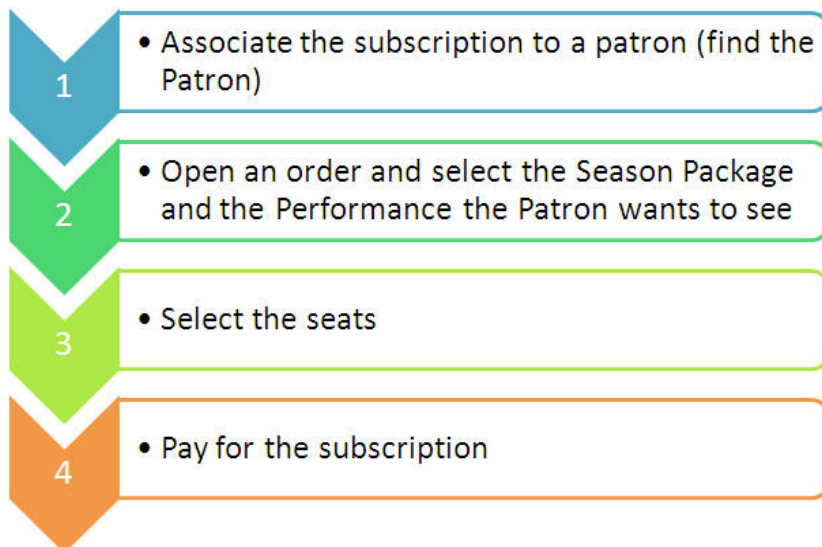 1
• Associate the subscription to a patron (find the
Patron)
2
• Open an order and select the Season Package
and the Performance the Patron wants to see
3
• Select the seats
4
• Pay for the subscription